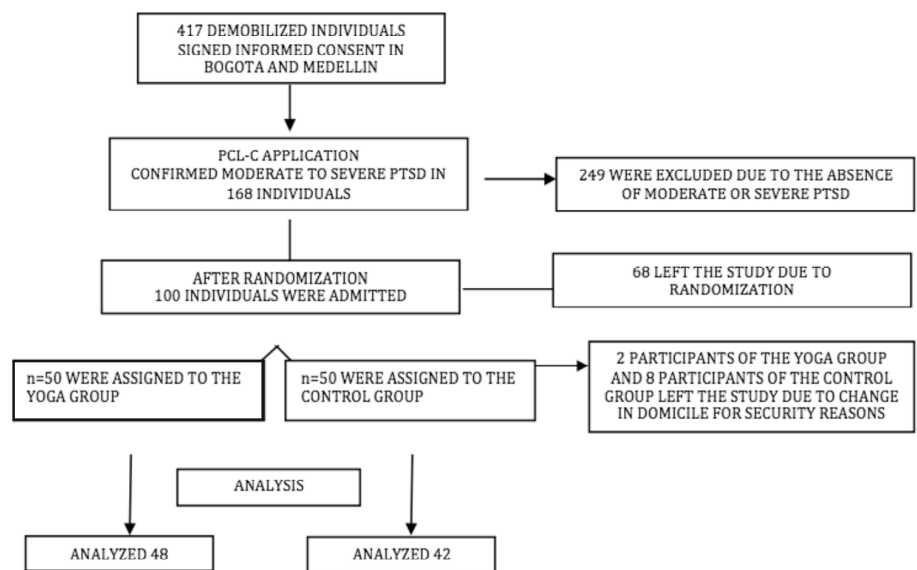 417 DEMOBILIZED INDIVIDUALS
SIGNED INFORMED CONSENT IN
BOGOTA AND MEDELLIN
PCL-C APPLICATION
CONFIRMED MODERATE TO SEVERE PTSD IN
168 INDIVIDUALS
249 WERE EXCLUDED DUE TO THE ABSENCE
OF MODERATE OR SEVERE PTSD
AFTER RANDOMIZATION
100 INDIVIDUALS WERE ADMITTED
68 LEFT THE STUDY DUE TO
RANDOMIZATION
n=50 WERE ASSIGNED TO THE
YOGA GROUP
n=50 WERE ASSIGNED TO THE
CONTROL GROUP
2 PARTICIPANTS OF THE YOGA GROUP
AND 8 PARTICIPANTS OF THE CONTROL
GROUP LEFT THE STUDY DUE TO CHANGE
IN DOMICILE FOR SECURITY REASONS
ANALYSIS
ANALYZED 48
ANALYZED 42